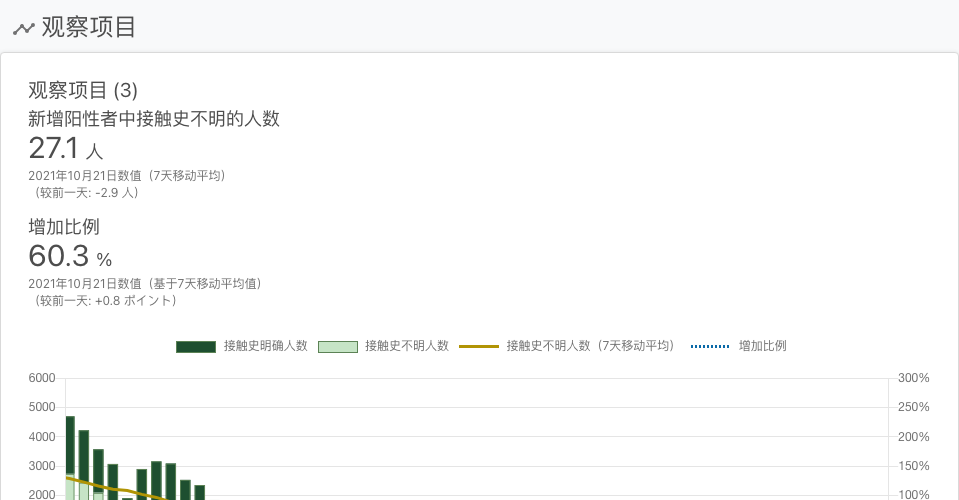 观察项目
观察项目 (3)
新增阳性者中接触史不明的人数
27.1 人
2021年10月21日数值（7天移动平均）
（较前一天: -2.9 人）
增加比例
60.3 %
2021年10月21日数值（基于7天移动平均值）
（较前一天: +0.8 ポイント）
接触史明确人数 接触史不明人数 接触史不明人数（7天移动平均） 增加比例
6000 300%
5000 250%
4000 200%
3000 150%
2000 100%